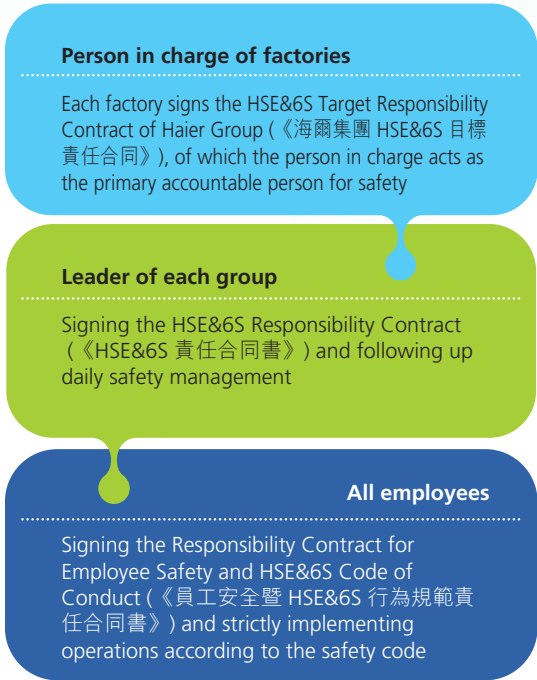 Person in charge of factories
Each factory signs the HSE&6S Target Responsibility
Contract of Haier Group (《海爾集團 HSE&6S 目標
責任合同》), of which the person in charge acts as
the primary accountable person for safety
Leader of each group
Signing the HSE&6S Responsibility Contract
(《HSE&6S 責任合同書》) and following up
daily safety management
All employees
Signing the Responsibility Contract for
Employee Safety and HSE&6S Code of
Conduct (《員工安全暨 HSE&6S 行為規範責
任合同書》) and strictly implementing
operations according to the safety code